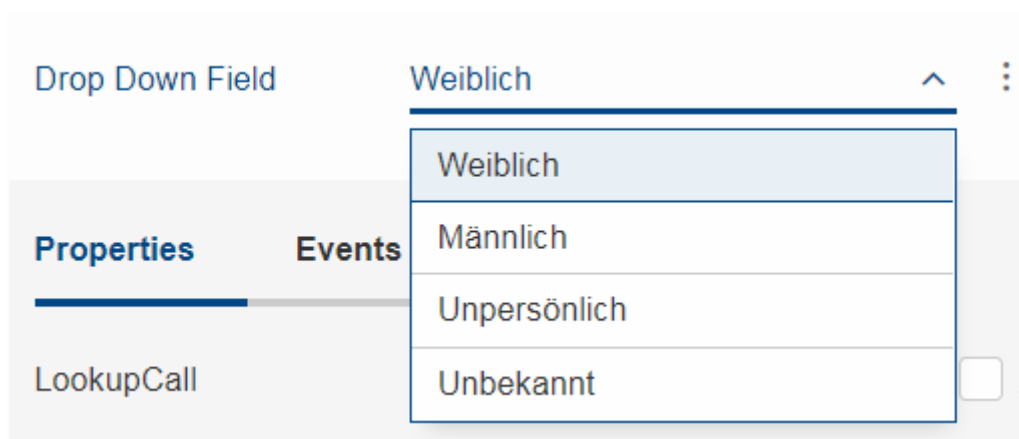 Drop Down Field Weiblich
Weiblich
Properties Events Männlich
Unpersönlich
LookupCall Unbekannt